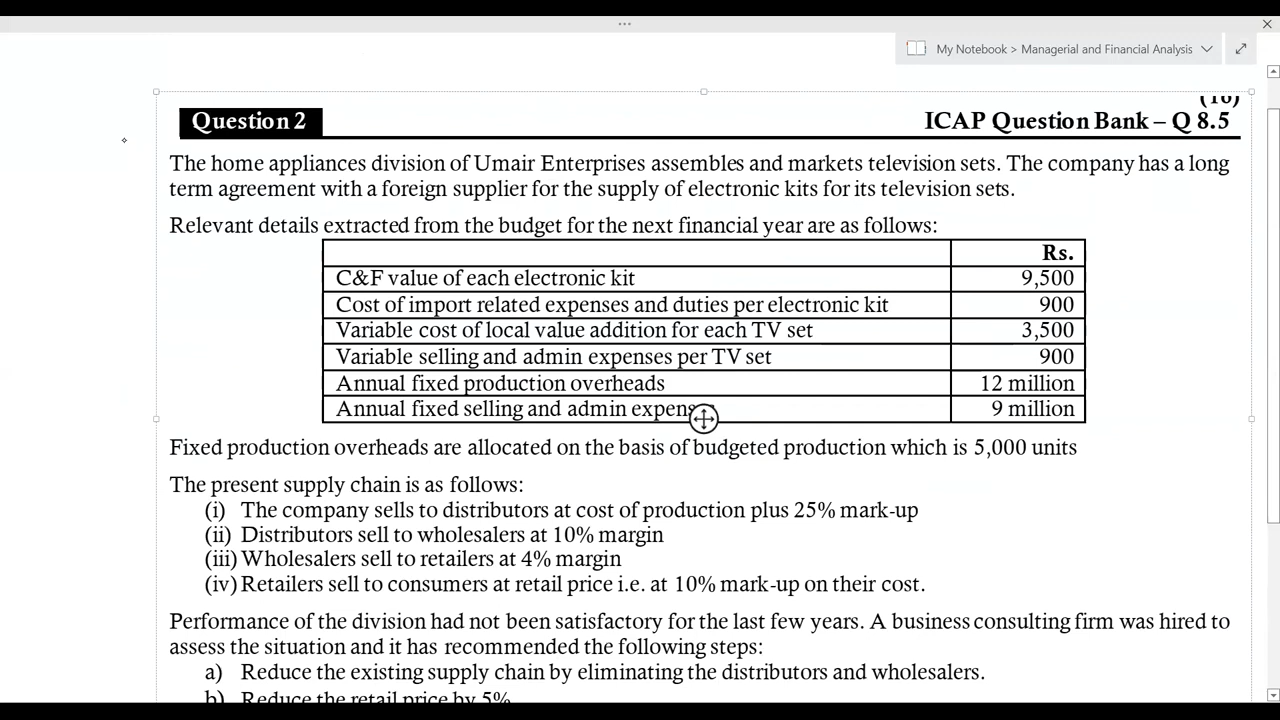 My Notebook > Managerial and Financial Analysis
Question 2
ICAP Question Bank – Q 8.5
The home appliances division of Umair Enterprises assembles and markets television sets. The company has a long
term agreement with a foreign supplier for the supply of electronic kits for its television sets.
Relevant details extracted from the budget for the next financial year are as follows:
Rs.
C&F value of each electronic kit 9,500
Cost of import related expenses and duties per electronic kit 900
Variable cost of local value addition for each TV set 3,500
Variable selling and admin expenses per TV set 900
Annual fixed production overheads 12 million
Annual fixed selling and admin 9 million
Fixed production overheads are allocated on the basis of budgeted production which is 5,000 units
The present supply chain is as follows:
(i) The company sells to distributors at cost of production plus 25% mark-up
(ii) Distributors sell to wholesalers at 10% margin
(iii) Wholesalers sell to retailers at 4% margin
(iv) Retailers sell to consumers at retail price i.e. at 10% mark-up on their cost.
Performance of the division had not been satisfactory for the last few years. A business consulting firm was hired to
assess the situation and it has recommended the following steps:
a) Reduce the existing supply chain by eliminating the distributors and wholesalers.
b) Reduce the retail price by 5%